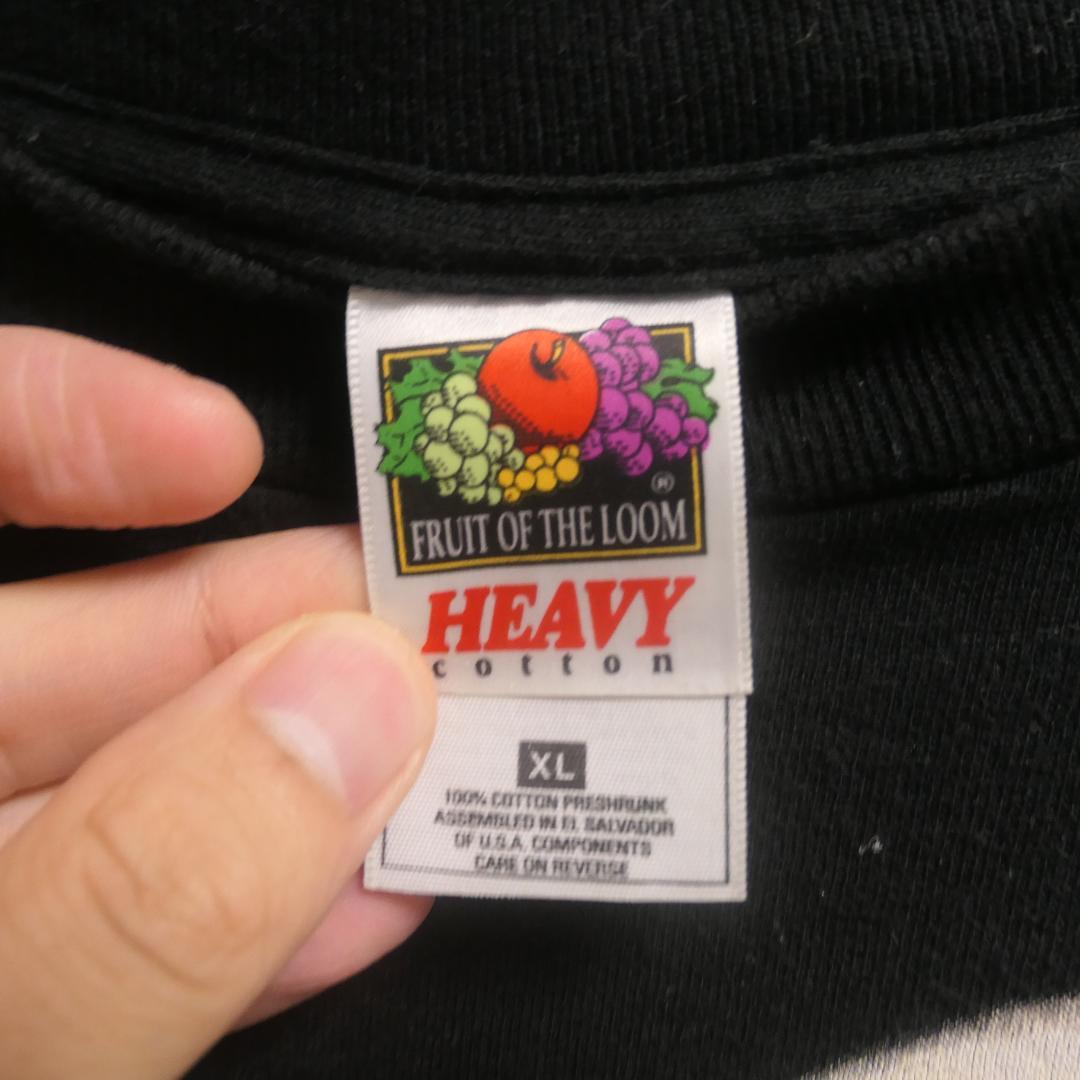 ®
FRUIT OF THE LOOM
HEAVY
cotton
XL
100% COTTON PRESHRUNK
ASSEMBLED IN EL SALVADOR
OF U.S.A. COMPONENTS
CARE ON REVERSE